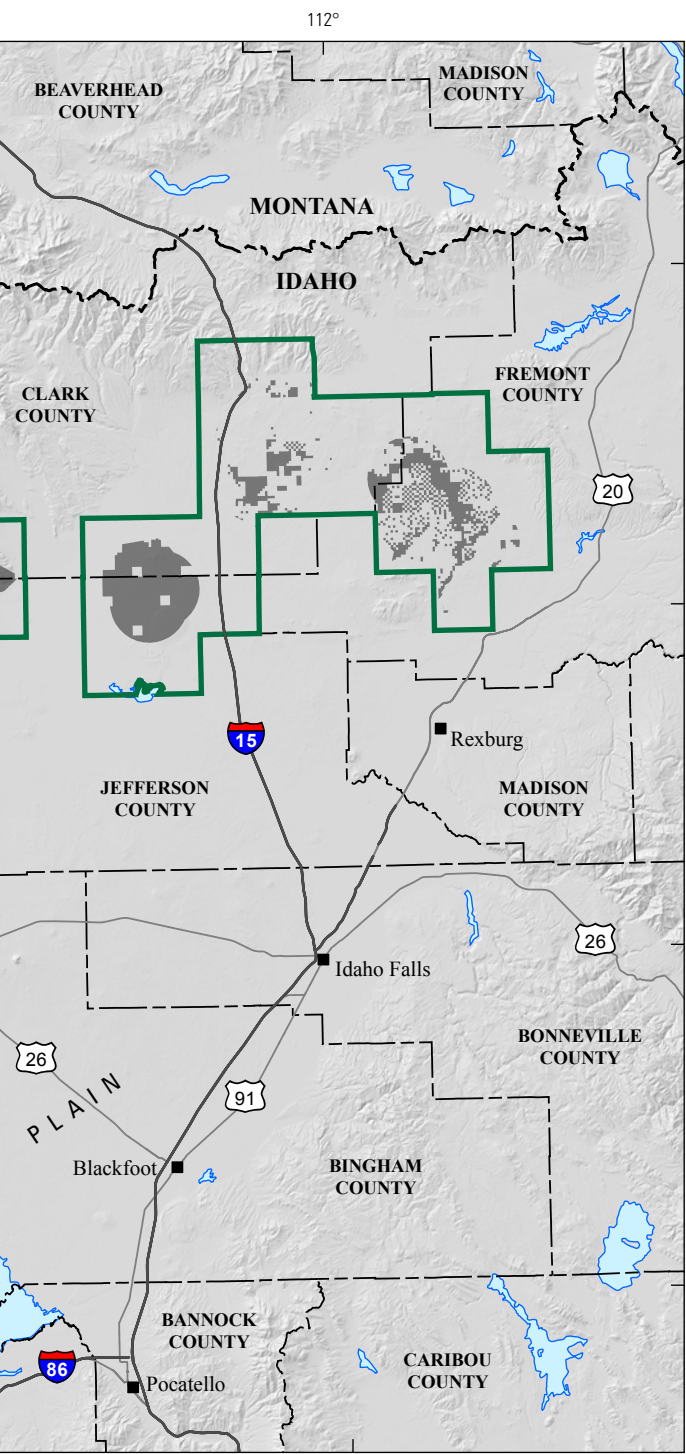 112°
BEAVERHEAD
COUNTY
MADISON
COUNTY
MONTANA
IDAHO
CLARK
COUNTY
FREMONT
COUNTY
20
15
Rexburg
JEFFERSON
COUNTY
MADISON
COUNTY
26
Idaho Falls
BONNEVILLE
COUNTY
26
91
PLAIN
Blackfoot
BINGHAM
COUNTY
BANNOCK
COUNTY
CARIBOU
COUNTY
86
Pocatello